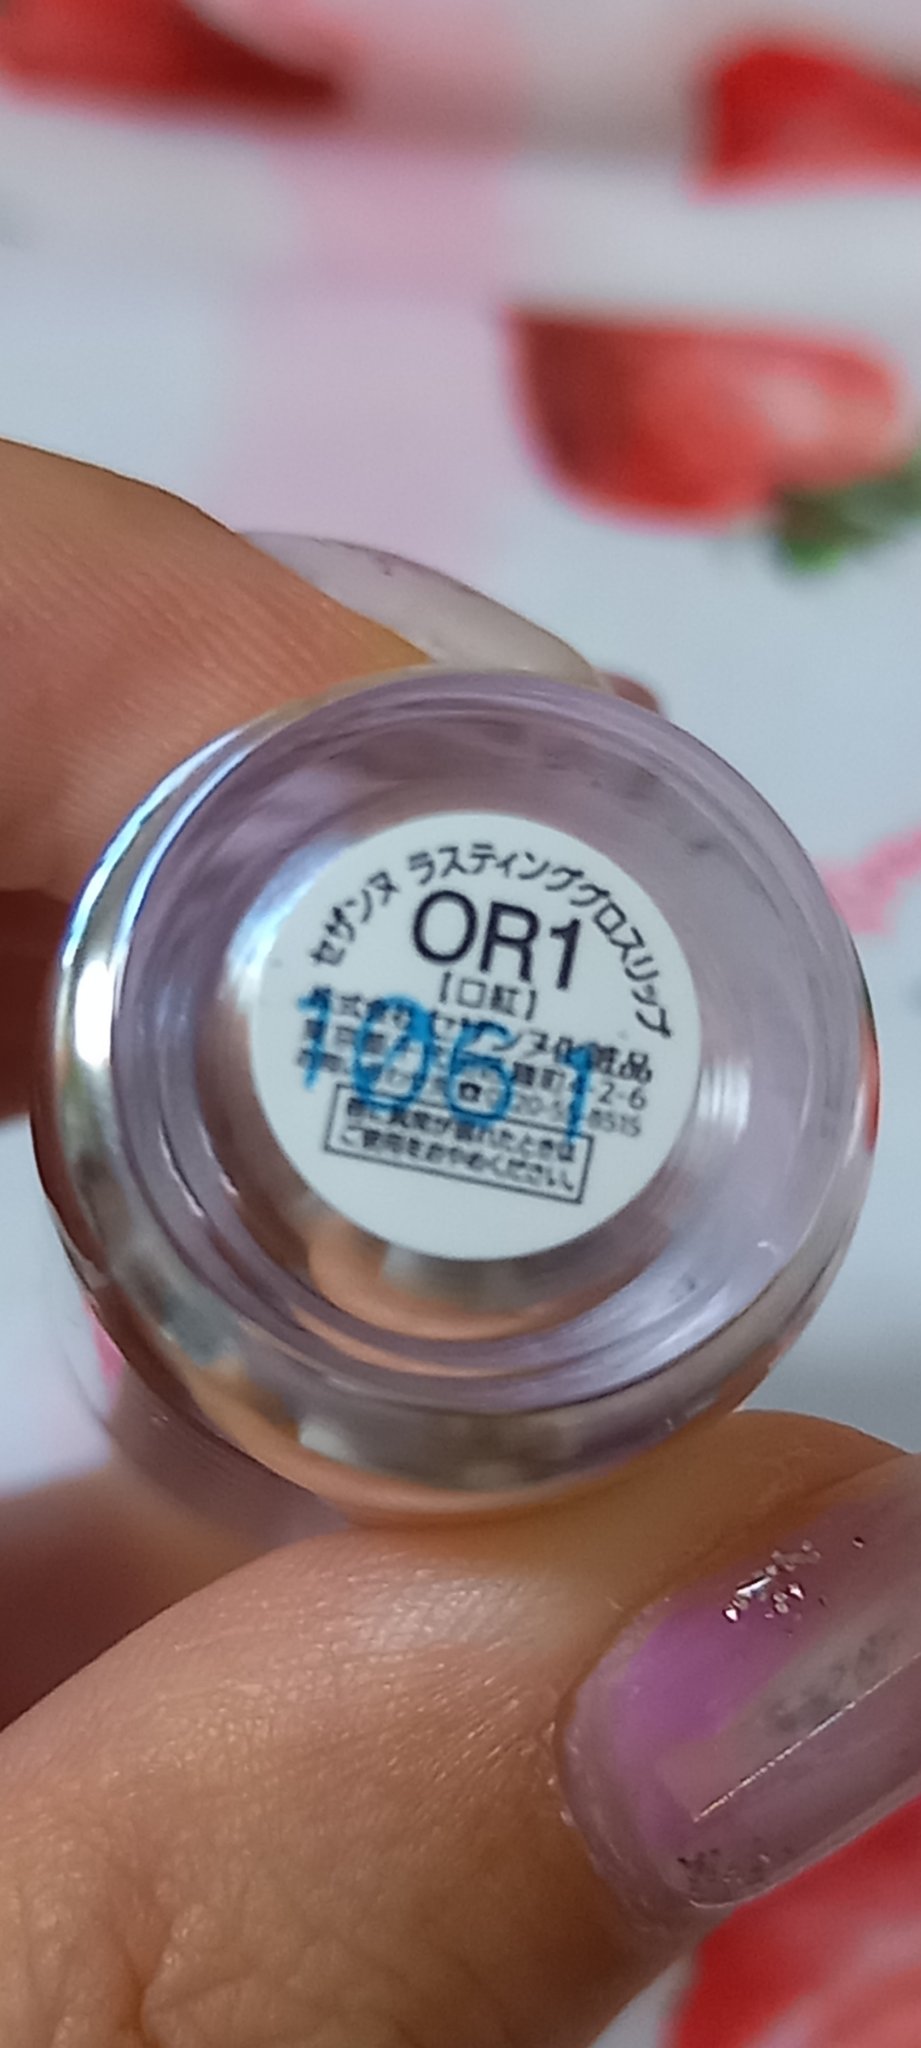 セザンヌ ラスティンググロスリップ
OR1
【口紅】
株式会社セザンヌ化粧品
2-6
8515
1061
唇に異常が現れたときは
ご使用をおやめください。